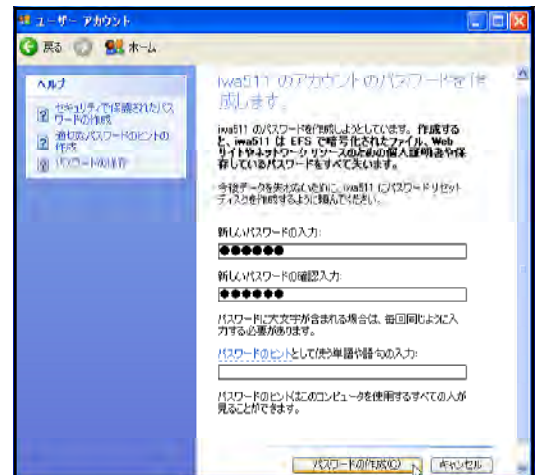 ユーザー アカウント
戻る
ホーム
ヘルプ
セキュリティで保護されたパス
ワードの作成
適切なパスワードのヒントの
作成
パスワードの保存
iwa511 のアカウントのパスワードを作
成します。
iwa511 のパスワードを作成しようとしています。作成する
と、iwa511 は EFS で暗号化されたファイル、Web
サイトやネットワーク リソースのための個人証明書や保
存しているパスワードをすべて失います。
今後データを失わないために、iwa511 にパスワード リセット
ディスクを作成するように頼んでください。
新しいパスワードの入力:
新しいパスワードの確認入力:
パスワードに大文字が含まれる場合は、毎回同じように入
力する必要があります。
パスワードのヒントとして使う単語や語句の入力:
パスワードのヒントはこのコンピュータを使用するすべての人が
見ることができます。
パスワードの作成(C)
キャンセル